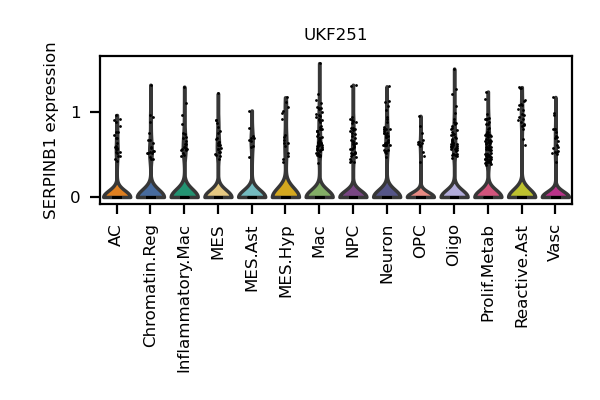 UKF251
SERPINB1 expression
1
0
AC
Chromatin.Reg
Inflammatory.Mac
MES
MES.Ast
MES.Hyp
Mac
NPC
Neuron
OPC
Oligo
Prolif.Metab
Reactive.Ast
Vasc